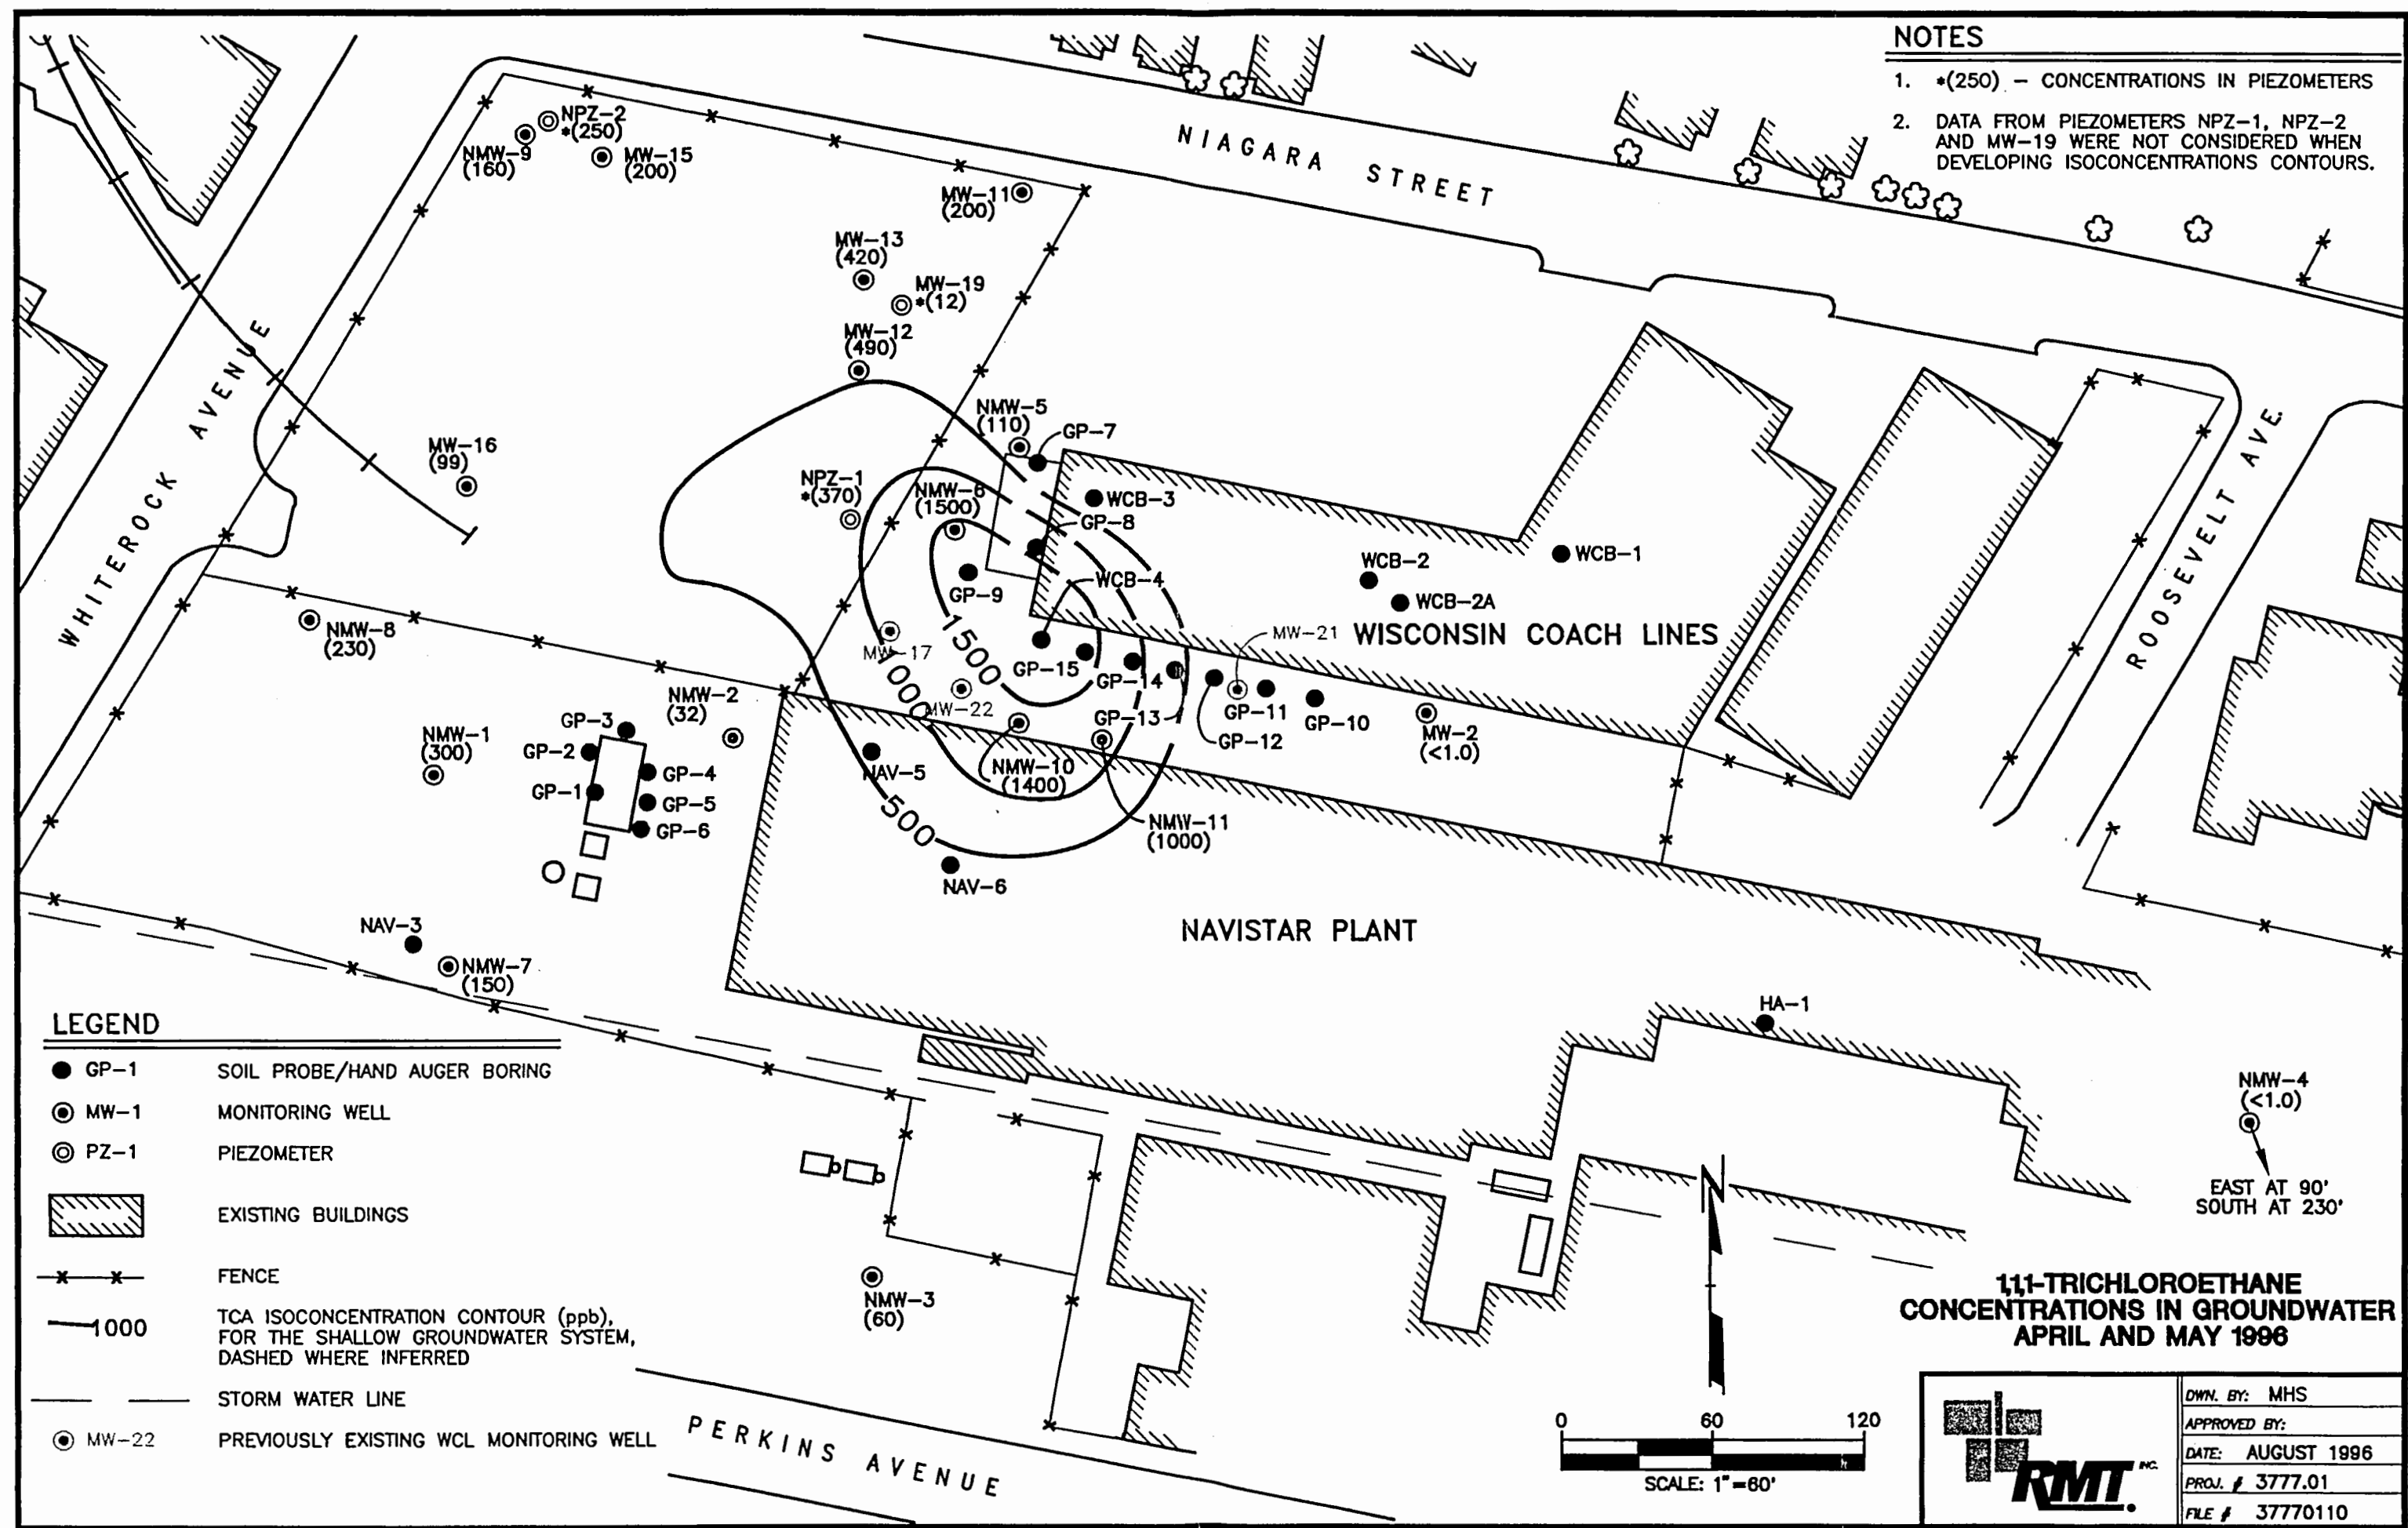 NOTES
1. *(250) – CONCENTRATIONS IN PIEZOMETERS
2. DATA FROM PIEZOMETERS NPZ-1, NPZ-2
AND MW-19 WERE NOT CONSIDERED WHEN
DEVELOPING ISOCONCENTRATIONS CONTOURS.
NIAGARA STREET
NPZ-2
*(250)
NMW-9
(160)
MW-15
(200)
MW-11
(200)
MW-13
(420)
MW-19
*(12)
MW-12
(490)
WHITEROCK AVENUE
MW-16
(99)
NMW-5
(110)
GP-7
NPZ-1
*(370)
NMW-6
(1500)
WCB-3
GP-8
WCB-4
GP-9
WCB-2
WCB-1
WCB-2A
WISCONSIN COACH LINES
ROOSEVELT AVE.
NMW-8
(230)
MW-17
1500
1000
500
GP-15
GP-14
MW-21
MW-22
GP-13
GP-12
GP-11
GP-10
MW-2
(<1.0)
NMW-2
(32)
NMW-1
(300)
GP-3
GP-2
GP-4
GP-1
GP-5
GP-6
NAV-5
NMW-10
(1400)
NMW-11
(1000)
NAV-6
NAVISTAR PLANT
NAV-3
NMW-7
(150)
HA-1
NMW-4
(<1.0)
EAST AT 90'
SOUTH AT 230'
NMW-3
(60)
PERKINS AVENUE
N
LEGEND
GP-1 SOIL PROBE/HAND AUGER BORING
MW-1 MONITORING WELL
PZ-1 PIEZOMETER
EXISTING BUILDINGS
FENCE
1000 TCA ISOCONCENTRATION CONTOUR (ppb),
FOR THE SHALLOW GROUNDWATER SYSTEM,
DASHED WHERE INFERRED
STORM WATER LINE
MW-22 PREVIOUSLY EXISTING WCL MONITORING WELL
0 60 120
SCALE: 1"=60'
1,1,1-TRICHLOROETHANE
CONCENTRATIONS IN GROUNDWATER
APRIL AND MAY 1996
RMT INC.
DWN. BY: MHS
APPROVED BY:
DATE: AUGUST 1996
PROJ. # 3777.01
FILE # 37770110